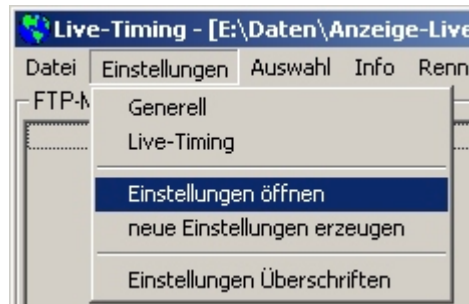 Live-Timing - [E:\Daten\Anzeige-Live
Datei Einstellungen Auswahl Info Renn
FTP-M
Generell
Live-Timing
Einstellungen öffnen
neue Einstellungen erzeugen
Einstellungen Überschriften